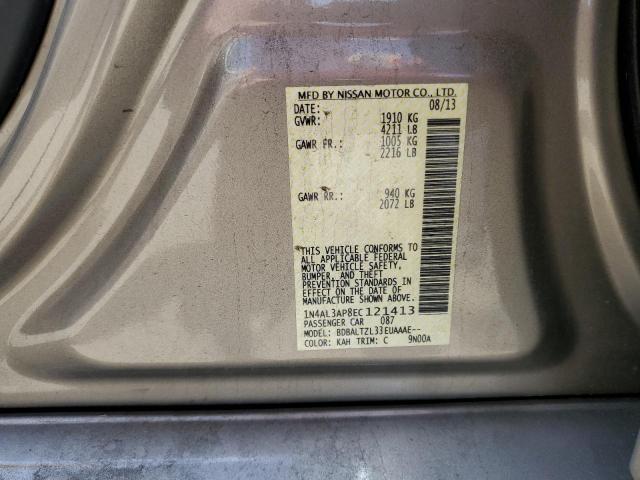 MFD BY NISSAN MOTOR CO., LTD.
DATE: 08/13
GVWR: 1910 KG
4211 LB
GAWR FR.: 1005 KG
2216 LB
GAWR RR.: 940 KG
2072 LB
THIS VEHICLE CONFORMS TO
ALL APPLICABLE FEDERAL
MOTOR VEHICLE SAFETY,
BUMPER, AND THEFT
PREVENTION STANDARDS IN
EFFECT ON THE DATE OF
MANUFACTURE SHOWN ABOVE.
1N4AL3AP8EC121413
PASSENGER CAR 087
MODEL: BDBALTZL33EUAAAE--
COLOR: KAH TRIM: C 9N00A